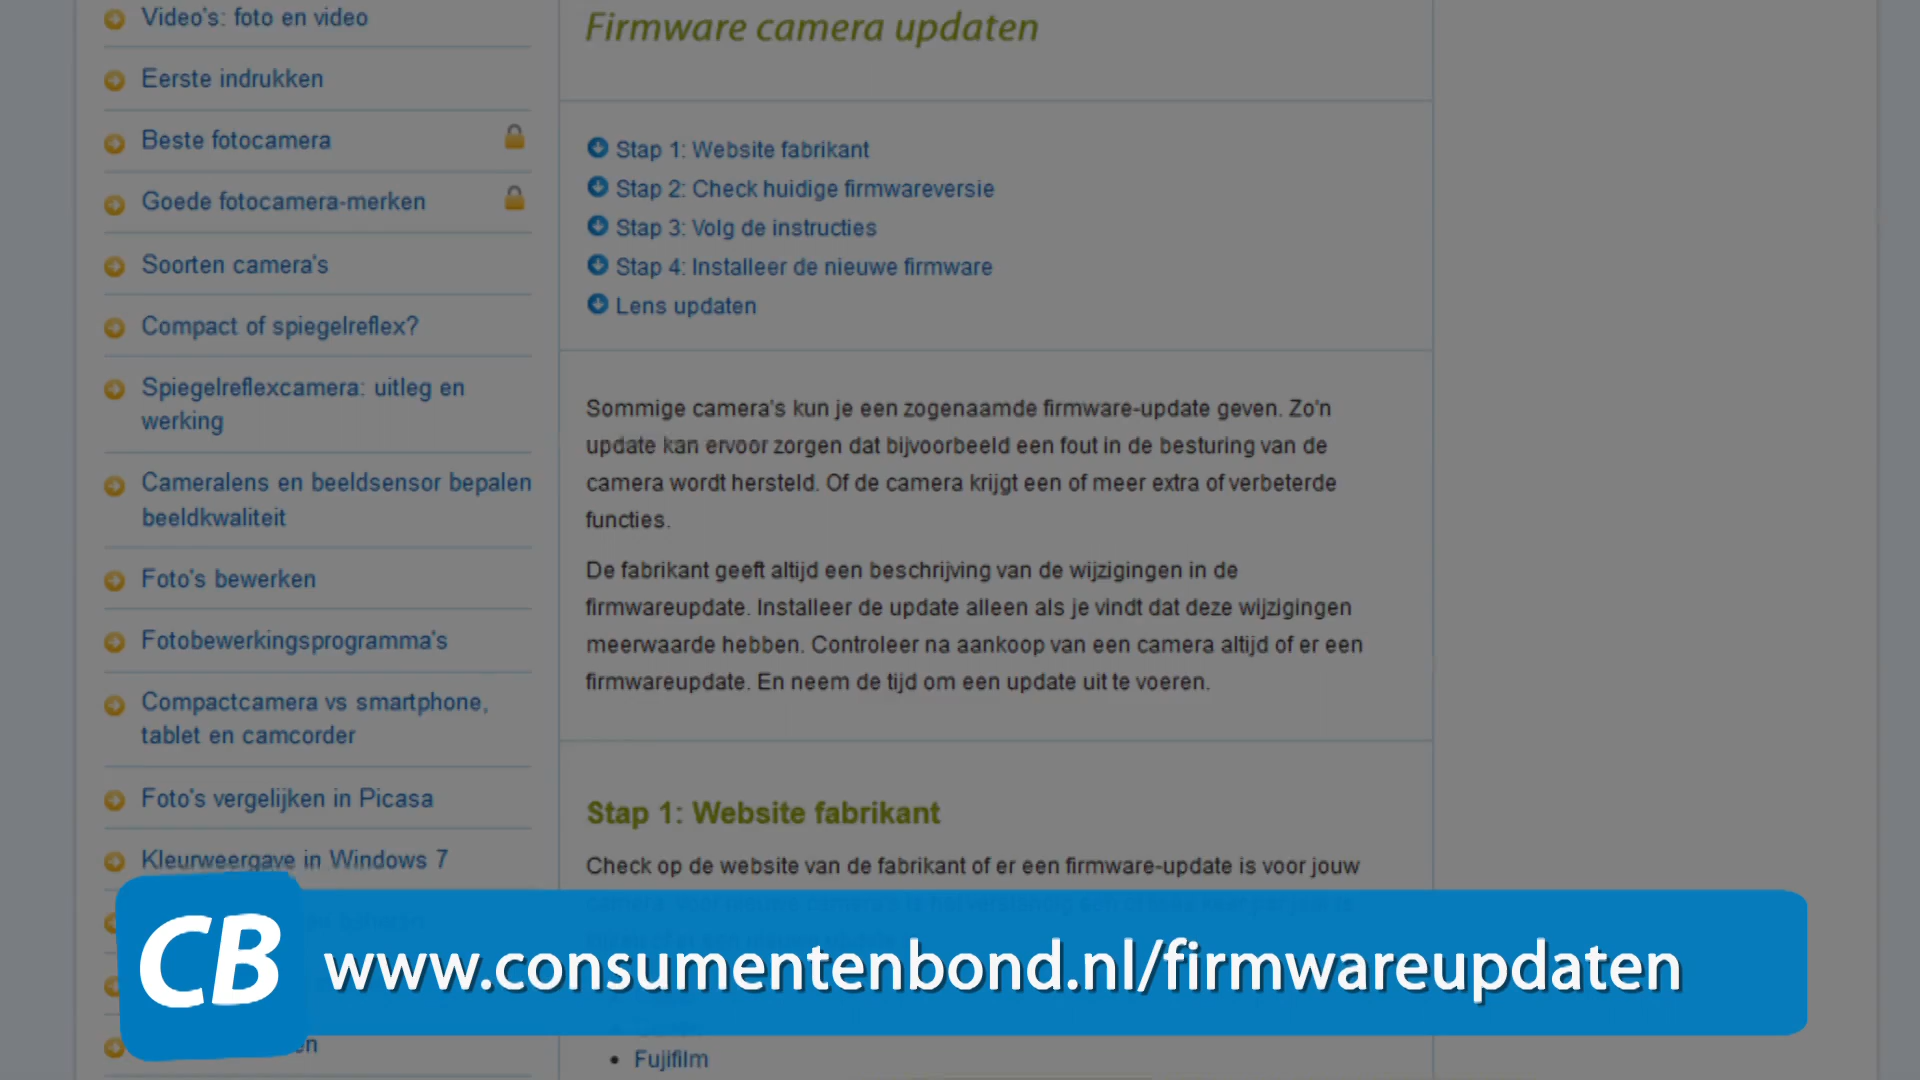 Video's: foto en video
Eerste indrukken
Beste fotocamera
Goede fotocamera-merken
Soorten camera's
Compact of spiegelreflex?
Spiegelreflexcamera: uitleg en
werking
Cameralens en beeldsensor bepalen
beeldkwaliteit
Foto's bewerken
Fotobewerkingsprogramma's
Compactcamera vs smartphone,
tablet en camcorder
Foto's vergelijken in Picasa
Kleurweergave in Windows 7
Firmware camera updaten
Stap 1: Website fabrikant
Stap 2: Check huidige firmwareversie
Stap 3: Volg de instructies
Stap 4: Installeer de nieuwe firmware
Lens updaten
Sommige camera's kun je een zogenaamde firmware-update geven. Zo'n
update kan ervoor zorgen dat bijvoorbeeld een fout in de besturing van de
camera wordt hersteld. Of de camera krijgt een of meer extra of verbeterde
functies.
De fabrikant geeft altijd een beschrijving van de wijzigingen in de
firmwareupdate. Installeer de update alleen als je vindt dat deze wijzigingen
meerwaarde hebben. Controleer na aankoop van een camera altijd of er een
firmwareupdate. En neem de tijd om een update uit te voeren.
Stap 1: Website fabrikant
Check op de website van de fabrikant of er een firmware-update is voor jouw
Fujifilm
CB
www.consumentenbond.nl/firmwareupdaten